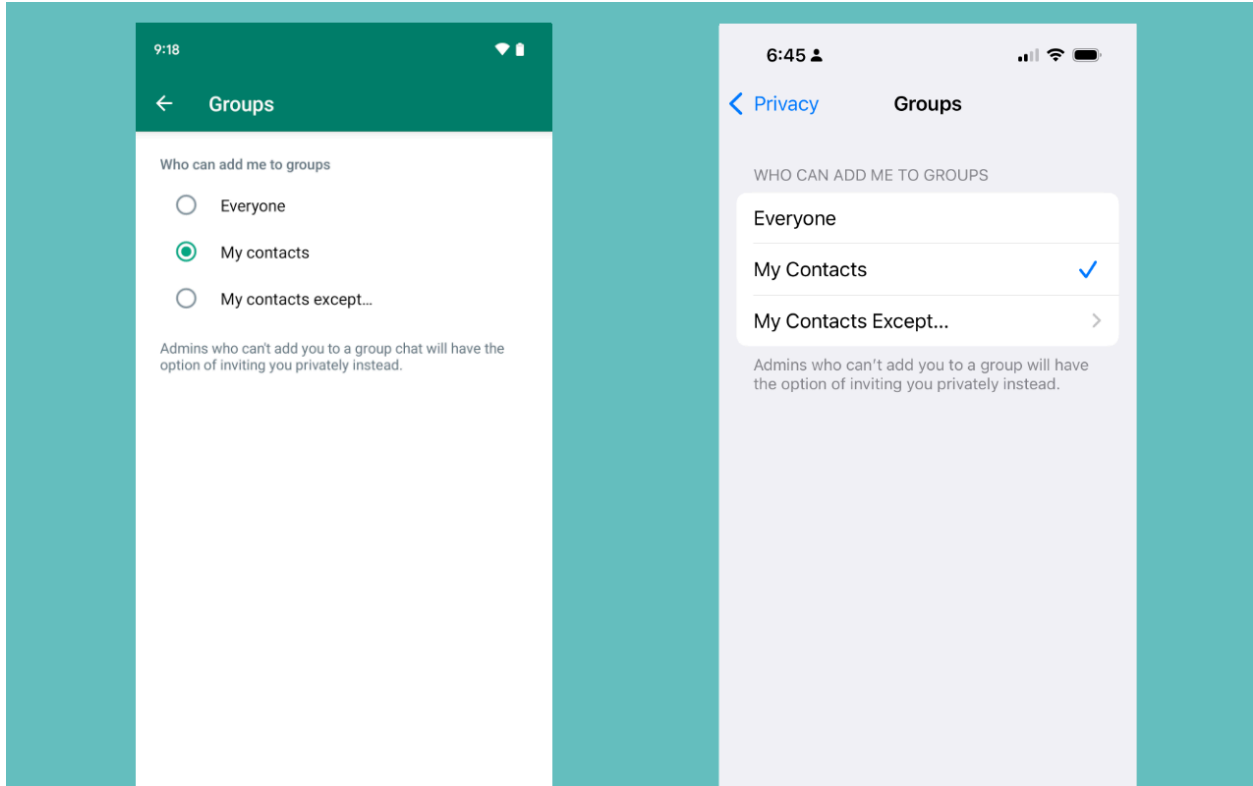 9:18
Groups
Who can add me to groups
Everyone
My contacts
My contacts except...
Admins who can't add you to a group chat will have the
option of inviting you privately instead.
6:45
Privacy
Groups
WHO CAN ADD ME TO GROUPS
Everyone
My Contacts
My Contacts Except...
Admins who can't add you to a group will have
the option of inviting you privately instead.